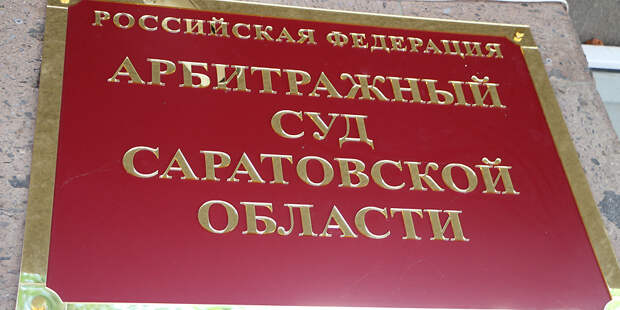 РОССИЙСКАЯ ФЕДЕРАЦИЯ
АРБИТРАЖНЫЙ
СУД
САРАТОВСКОЙ
ОБЛАСТИ